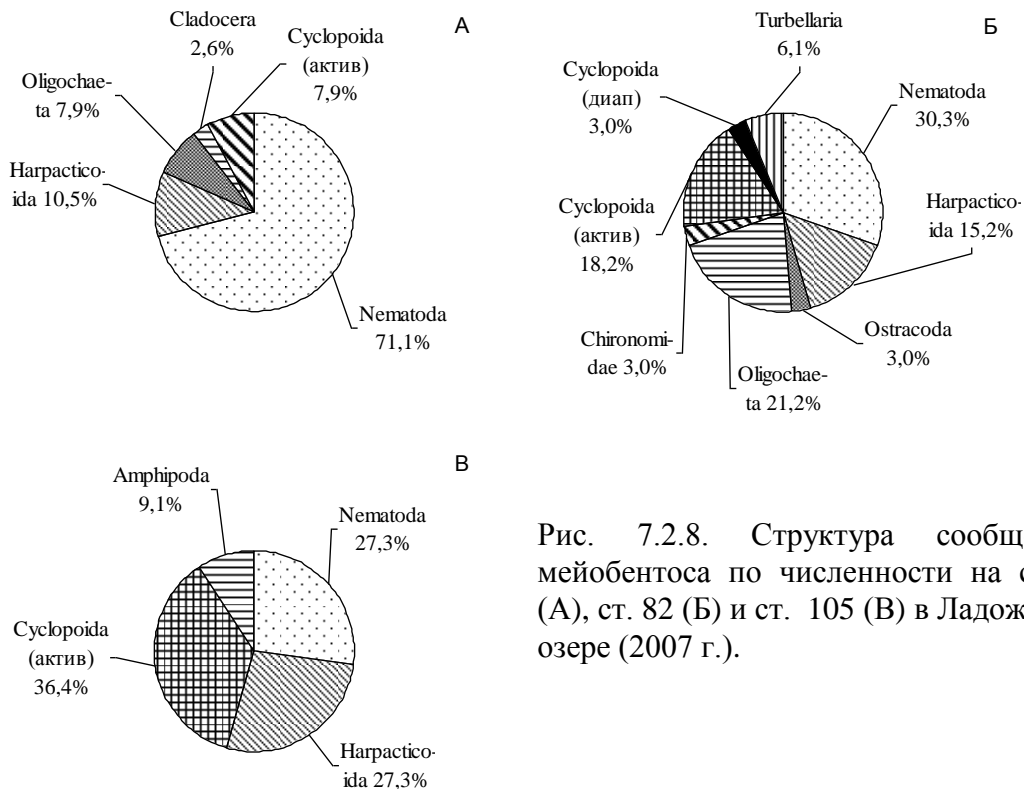 А
Cladocera
2,6%
Cyclopoida
(актив)
7,9%
Oligochae-
ta 7,9%
Harpactico-
ida 10,5%
Nematoda
71,1%
Б
Turbellaria
6,1%
Cyclopoida
(диап)
3,0%
Nematoda
30,3%
Harpactico-
ida 15,2%
Cyclopoida
(актив)
18,2%
Ostracoda
3,0%
Chironomi-
dae 3,0%
Oligochae-
ta 21,2%
В
Amphipoda
9,1%
Nematoda
27,3%
Cyclopoida
(актив)
36,4%
Harpactico-
ida 27,3%
Рис. 7.2.8. Структура сообщ
мейобентоса по численности на
(А), ст. 82 (Б) и ст. 105 (В) в Ладож
озере (2007 г.).